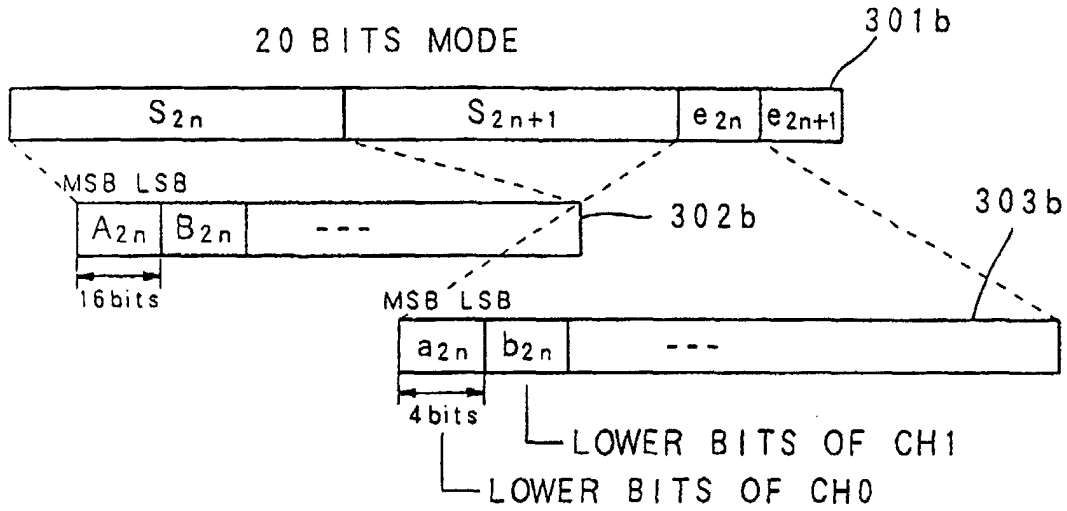 20 BITS MODE
301b
S2n S2n+1 e2n e2n+1
MSB LSB
A2n B2n ---
302b
303b
16bits
MSB LSB
a2n b2n ---
4bits
LOWER BITS OF CH1
LOWER BITS OF CH0